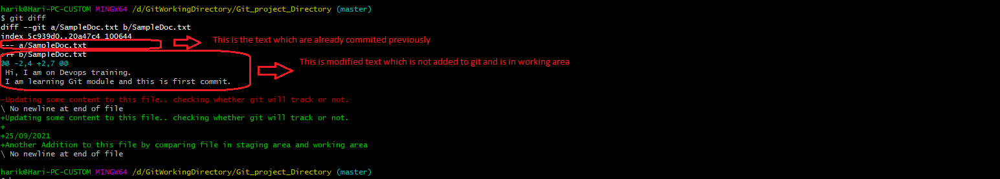 harik@Hari-PC-CUSTOM MINGW64 /d/GitWorkingDirectory/Git_project_Directory (master)
$ git diff
diff --git a/SampleDoc.txt b/SampleDoc.txt
index 5c939d0..20a47c4 100644
--- a/SampleDoc.txt
This is the text which are already commited previously
+++ b/SampleDoc.txt
@@ -2,4 +2,7 @@
This is modified text which is not added to git and is in working area
Hi, I am on Devops training.
I am learning Git module and this is first commit.
-Updating some content to this file.. checking whether git will track or not.
\ No newline at end of file
+Updating some content to this file.. checking whether git will track or not.
+
+25/09/2021
+Another Addition to this file by comparing file in staging area and working area
\ No newline at end of file
harik@Hari-PC-CUSTOM MINGW64 /d/GitWorkingDirectory/Git_project_Directory (master)
$